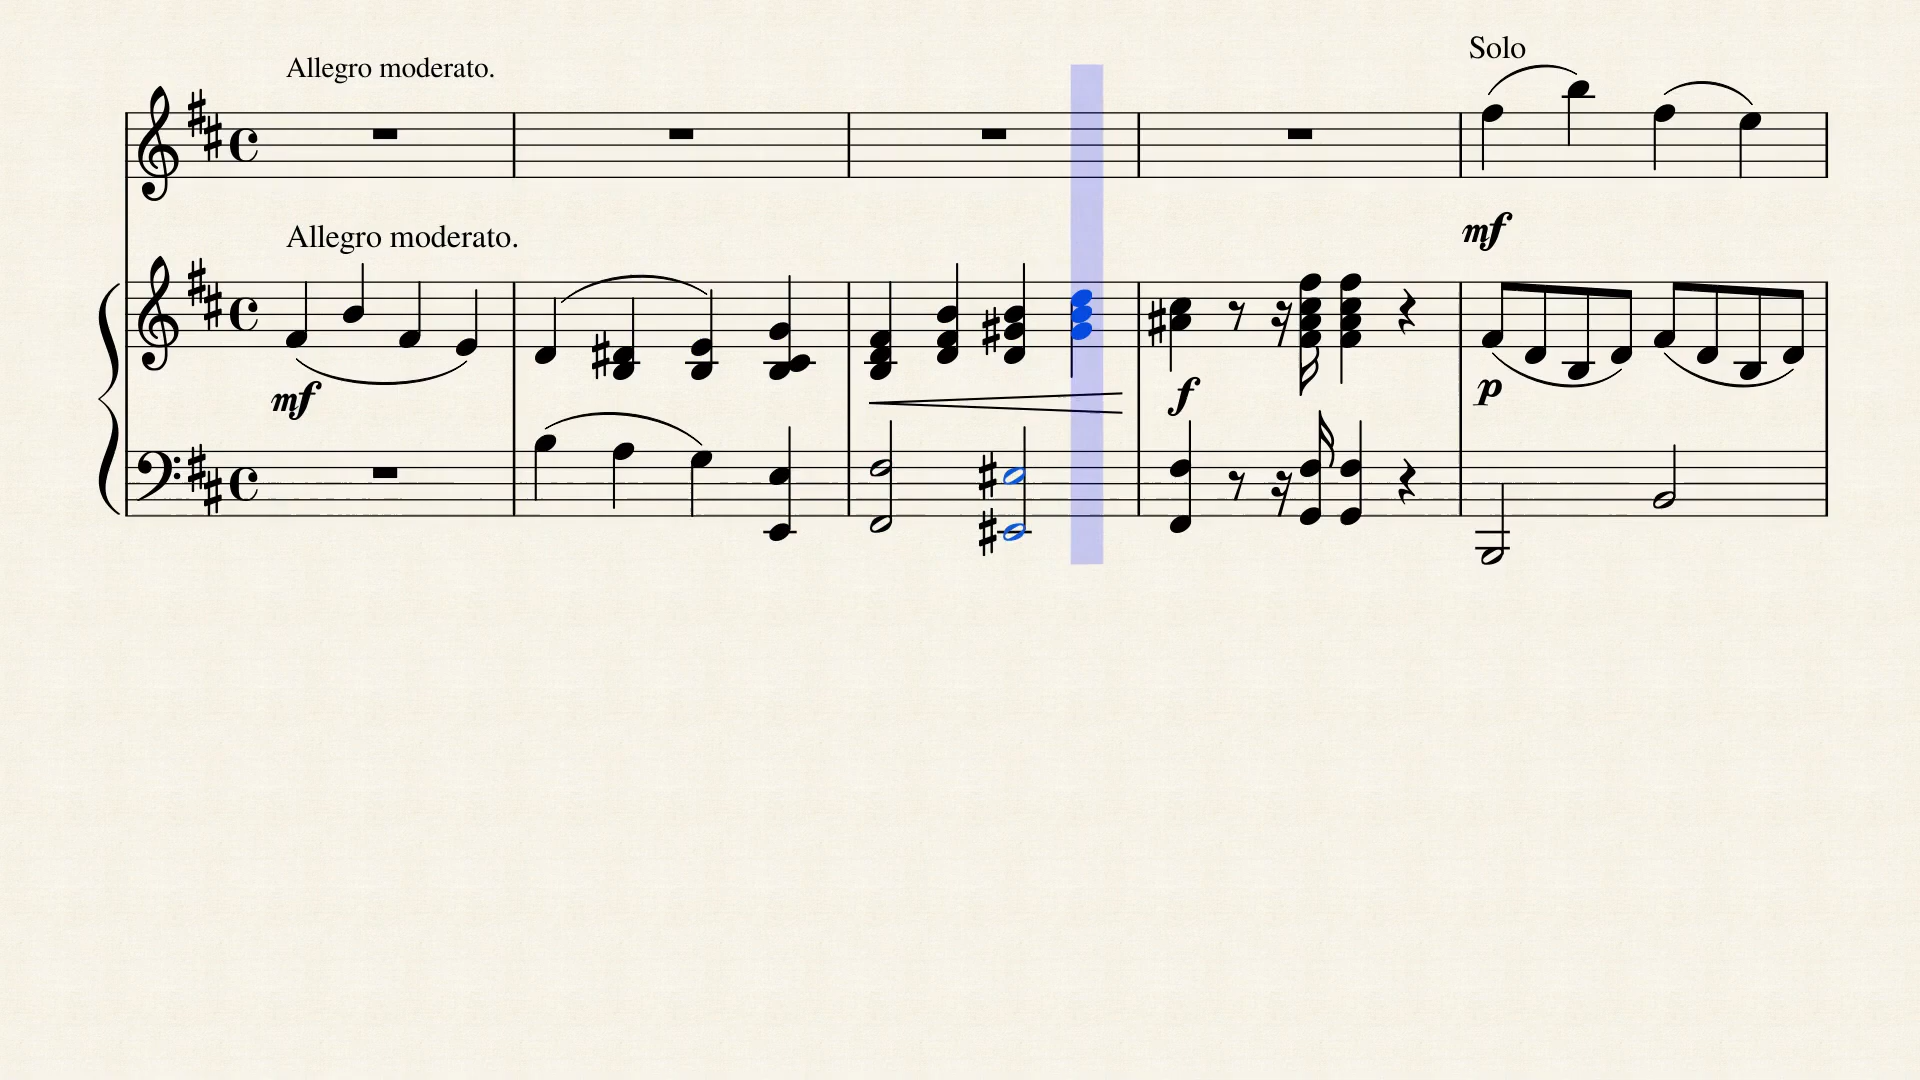 Allegro moderato.
Solo
mf
Allegro moderato.
mf
f
p